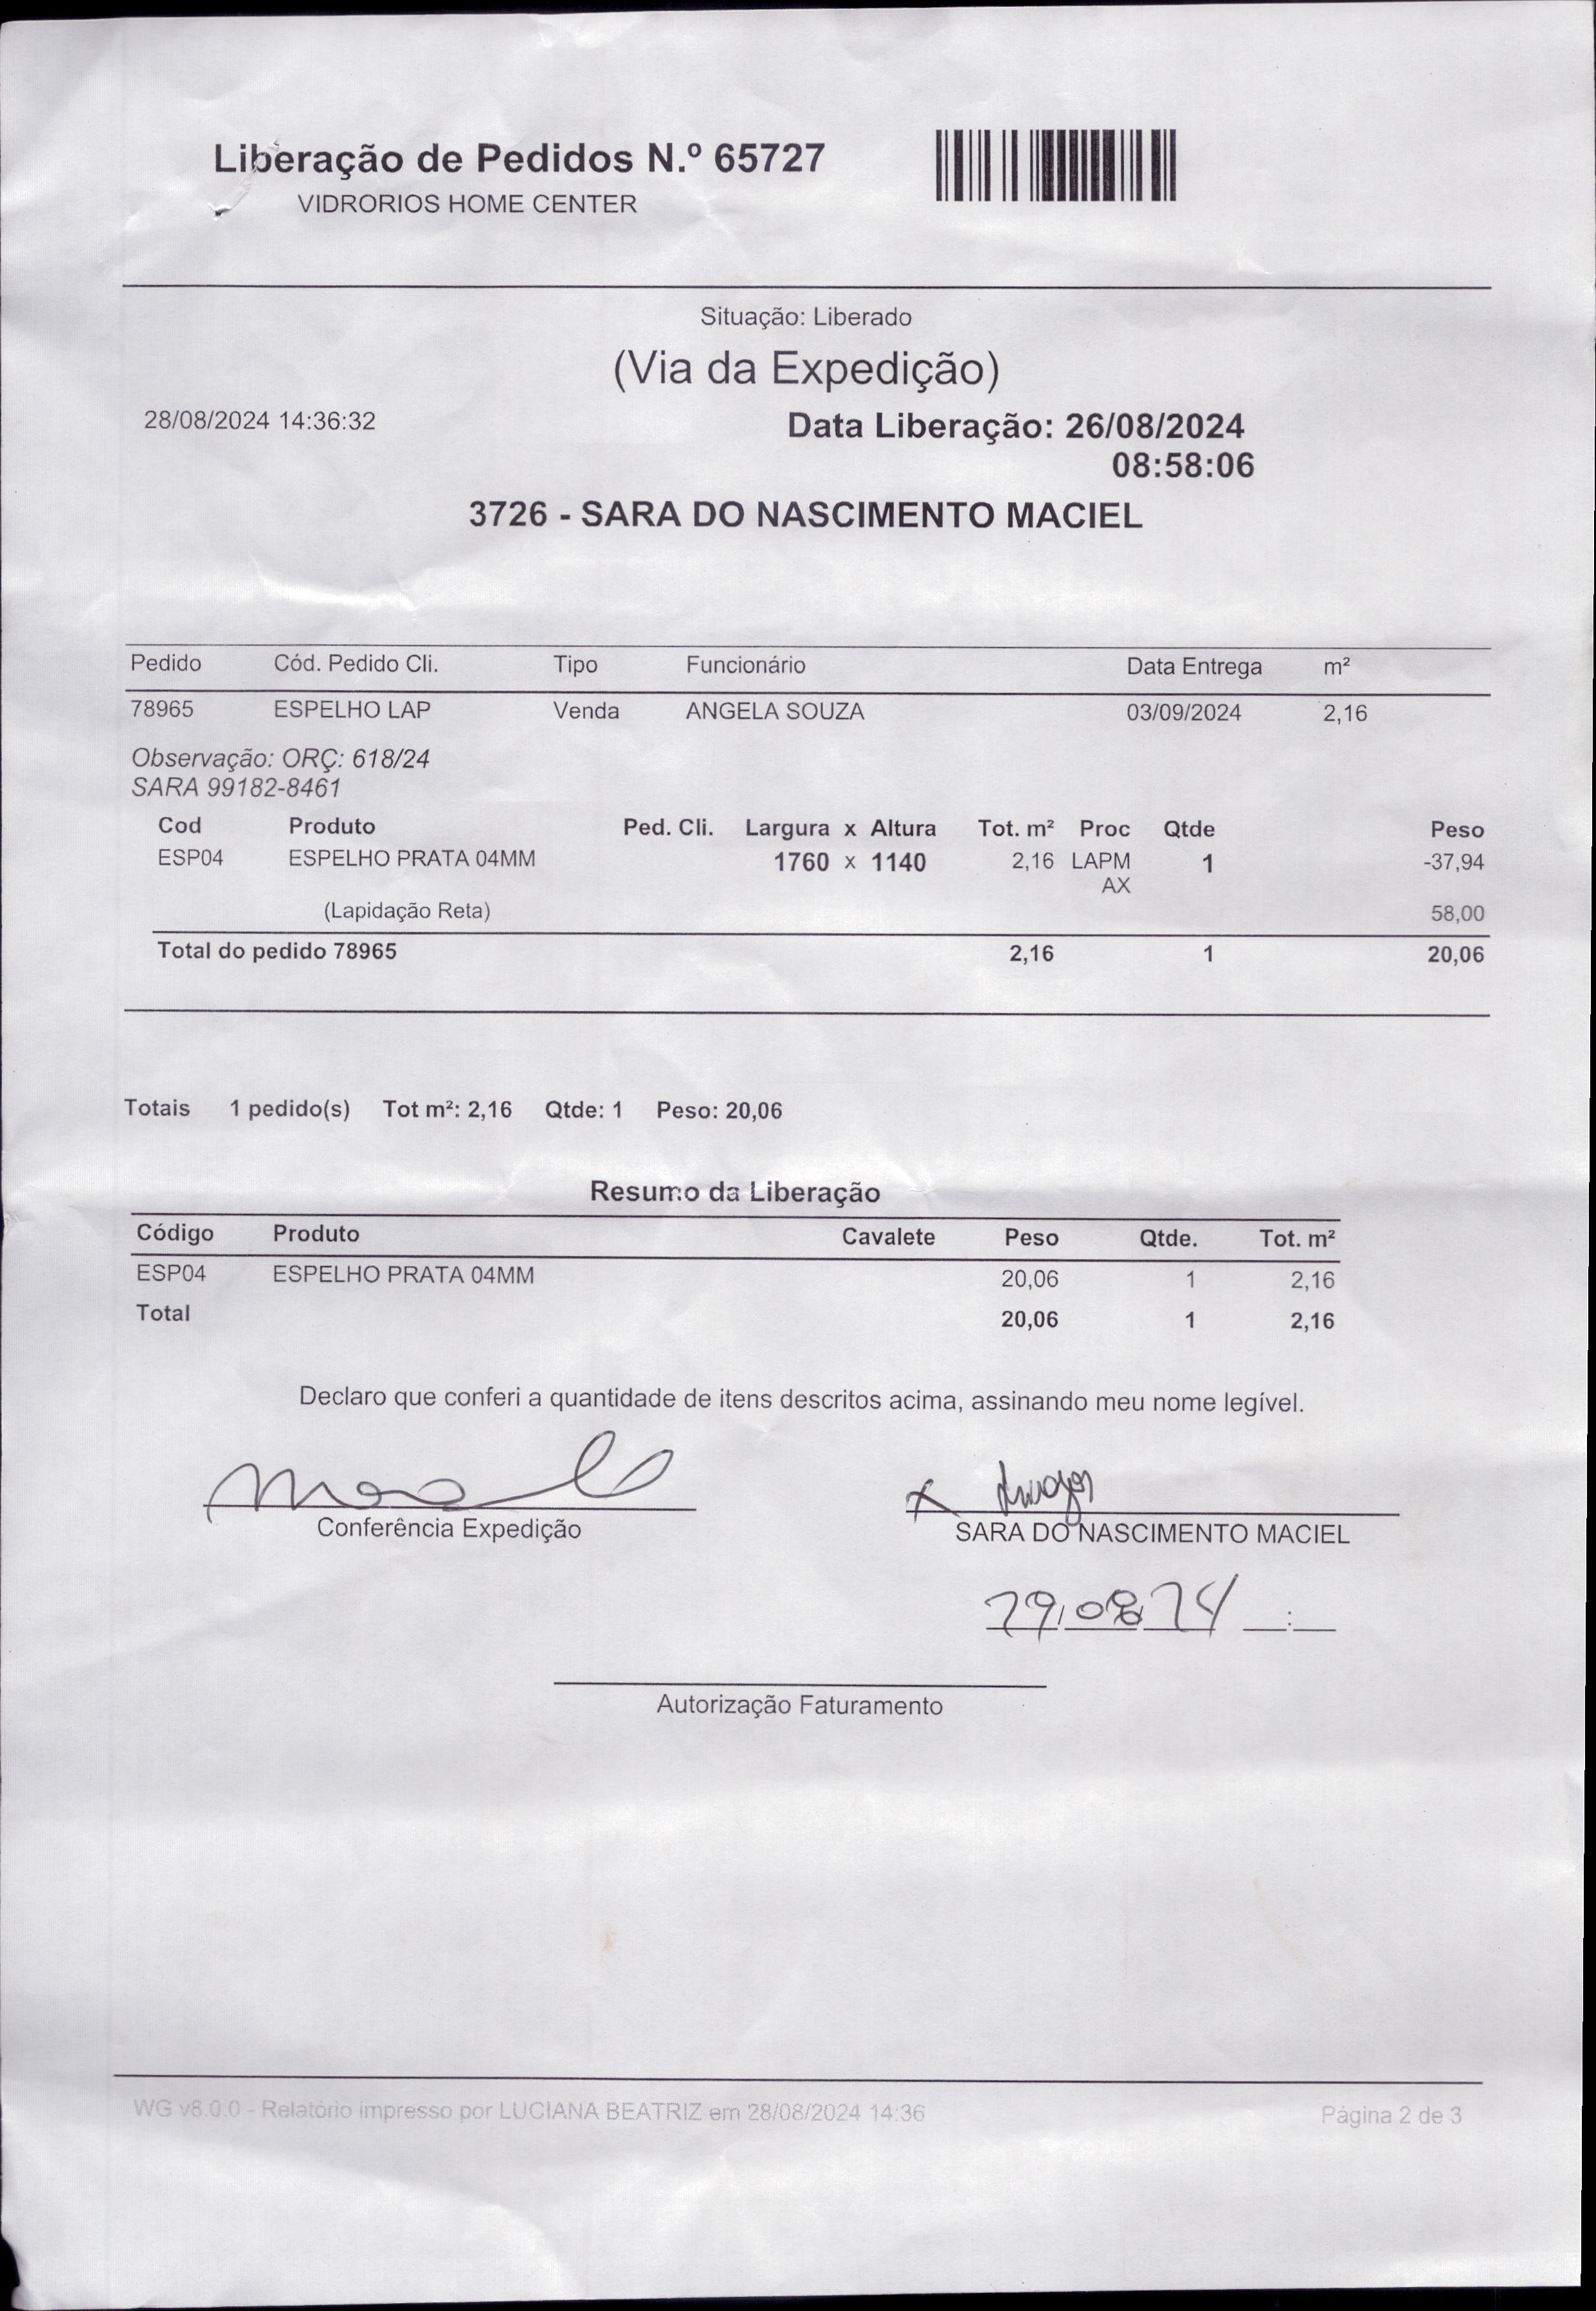 Liberação de Pedidos N.º 65727
VIDRORIOS HOME CENTER
Situação: Liberado
(Via da Expedição)
28/08/2024 14:36:32
Data Liberação: 26/08/2024
08:58:06
3726 - SARA DO NASCIMENTO MACIEL
Pedido Cód. Pedido Cli. Tipo Funcionário Data Entrega m²
78965 ESPELHO LAP Venda ANGELA SOUZA 03/09/2024 2,16
Observação: ORÇ: 618/24
SARA 99182-8461
Cod Produto Ped. Cli. Largura x Altura Tot. m² Proc Qtde Peso
ESP04 ESPELHO PRATA 04MM 1760 x 1140 2,16 LAPM 1 -37,94
AX
(Lapidação Reta) 58,00
Total do pedido 78965 2,16 1 20,06
Totais 1 pedido(s) Tot m²: 2,16 Qtde: 1 Peso: 20,06
Resumo da Liberação
Código Produto Cavalete Peso Qtde. Tot. m²
ESP04 ESPELHO PRATA 04MM 20,06 1 2,16
Total 20,06 1 2,16
Declaro que conferi a quantidade de itens descritos acima, assinando meu nome legível.
x
Conferência Expedição SARA DO NASCIMENTO MACIEL
29/08/24 __:__
Autorização Faturamento
WG v8.0.0 - Relatório impresso por LUCIANA BEATRIZ em 28/08/2024 14:36 Página 2 de 3